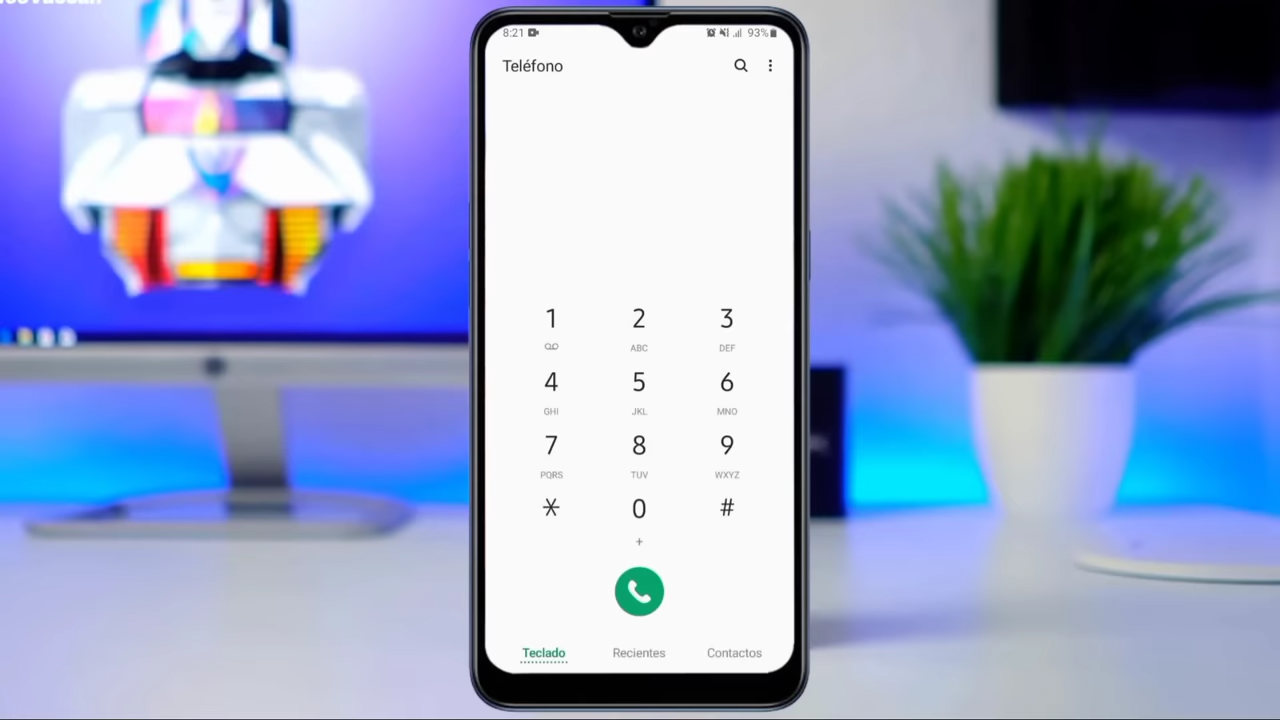 8:21 93%
Teléfono
1 2 3
ABC DEF
4 5 6
GHI JKL MNO
7 8 9
PQRS TUV WXYZ
* 0 #
+
Teclado Recientes Contactos